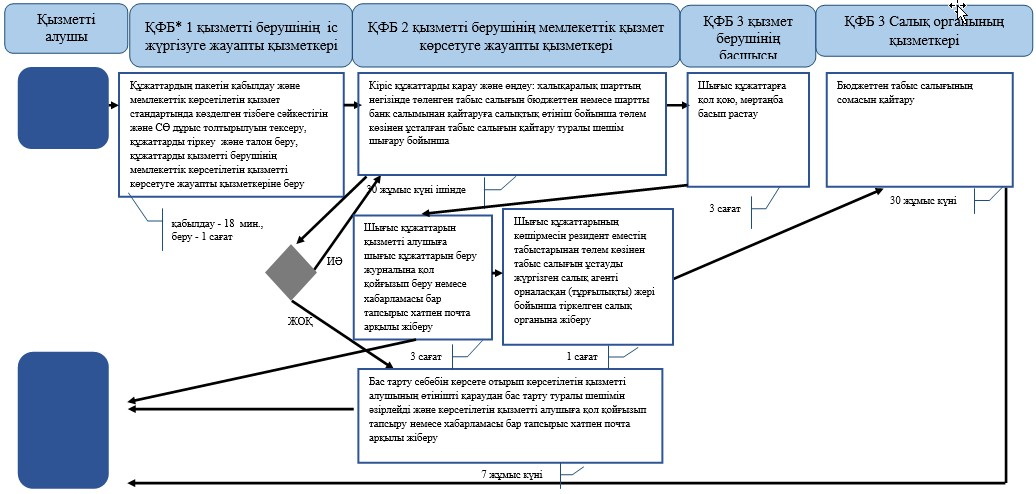 Қызметті
алушы
ҚФБ* 1 қызметті берушінің іс
жүргізуге жауапты қызметкері
ҚФБ 2 қызметті берушінің мемлекеттік қызмет
көрсетуге жауапты қызметкері
ҚФБ 3 қызмет
берушінің
басшысы
ҚФБ 3 Салық органының
қызметкері
Құжаттардың пакетін қабылдау және
мемлекеттік көрсетілетін қызмет
стандартында көзделген тізбеге сәйкестігін
және СӨ дұрыс толтырылуын тексеру,
құжаттарды тіркеу және талон беру,
құжаттарды қызметті берушінің
мемлекеттік көрсетілетін қызметті
көрсетуге жауапты қызметкеріне беру
қабылдау - 18 мин.,
беру - 1 сағат
Кіріс құжаттарды қарау және өңдеу: халықаралық шарттың
негізінде төленген табыс салығын бюджеттен немесе шартты
банк салымынан қайтаруға салықтық өтініш бойынша төлем
көзінен ұсталған табыс салығын қайтару туралы шешім
шығару бойынша
30 жұмыс күні ішінде
Шығыс құжаттарға
қол қою, мөртаңба
басып растау
3 сағат
Бюджеттен табыс салығының
сомасын қайтару
30 жұмыс күні
ИӘ
ЖОҚ
Шығыс құжаттарын
қызметті алушыға
шығыс құжаттарын беру
журналына қол
қойғызып беру немесе
хабарламасы бар
тапсырыс хатпен почта
арқылы жіберу
3 сағат
Шығыс құжаттарының
көшірмесін резидент еместің
табыстарынан төлем көзінен
табыс салығын ұстауды
жүргізген салық агенті
орналасқан (тұрғылықты) жері
бойынша тіркелген салық
органына жіберу
1 сағат
Бас тарту себебін көрсете отырып көрсетілетін қызметті
алушының өтінішті қараудан бас тарту туралы шешімін
әзірлейді және көрсетілетін қызметті алушыға қол қойғызып
тапсыру немесе хабарламасы бар тапсырыс хатпен почта
арқылы жіберу
7 жұмыс күні